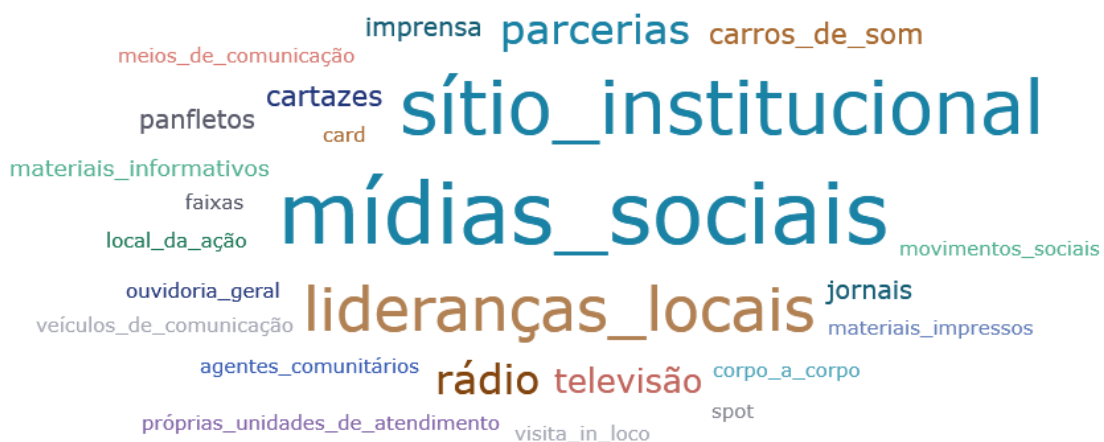 imprensa parcerias carros_de_som
meios_de_comunicação
cartazes sítio_institucional
panfletos
card
materiais_informativos
faixas mídias_sociais
local_da_ação movimentos_sociais
ouvidoria_geral lideranças_locais jornais
veículos_de_comunicação materiais_impressos
agentes_comunitários rádio televisão corpo_a_corpo
spot
próprias_unidades_de_atendimento visita_in_loco